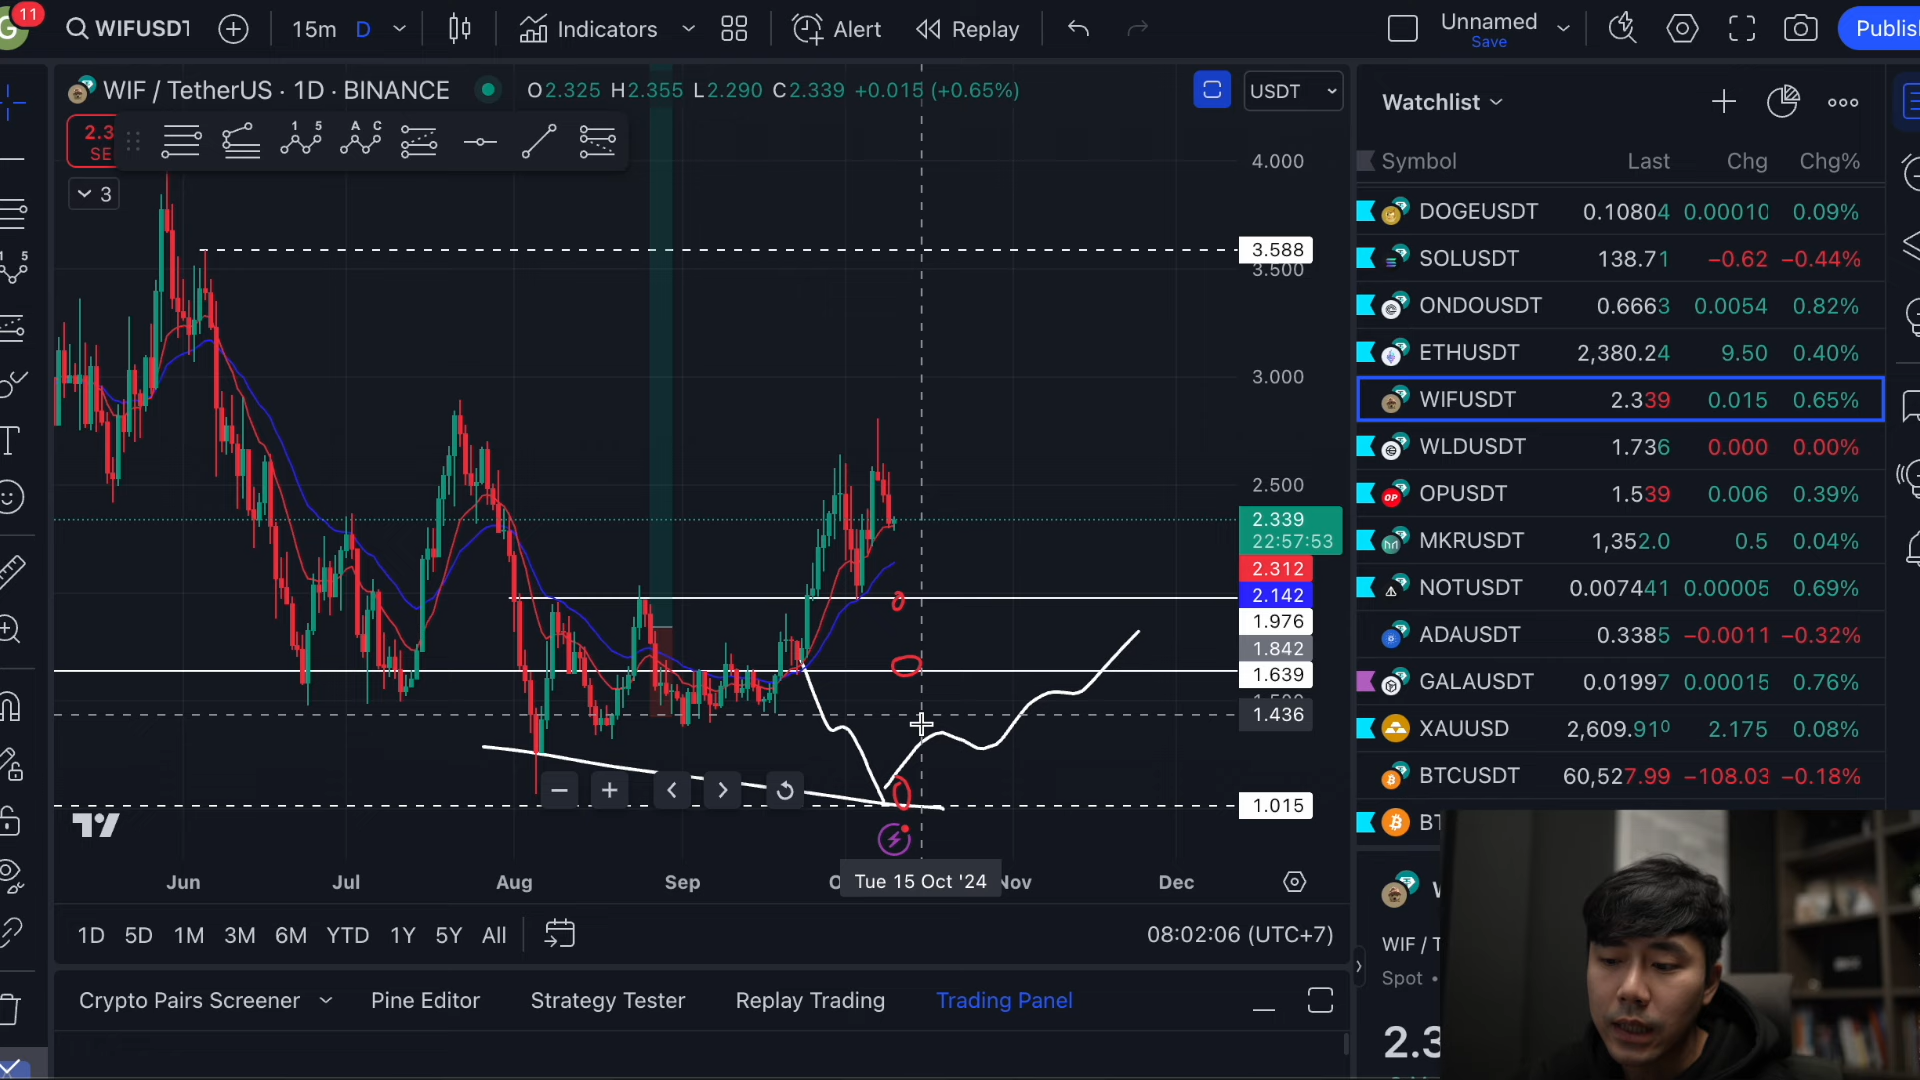 11
G
WIFUSDT
15m
D
Indicators
Alert
Replay
Unnamed
Save
Publish
WIF / TetherUS · 1D · BINANCE
O2.325 H2.355 L2.290 C2.339 +0.015 (+0.65%)
USDT
2.3
SE
1 5
A C
3
4.000
3.588
3.500
3.000
2.500
2.339
22:57:53
2.312
2.142
1.976
1.842
1.639
1.436
1.015
Jun
Jul
Aug
Sep
O
Tue 15 Oct '24
Nov
Dec
1D
5D
1M
3M
6M
YTD
1Y
5Y
All
08:02:06 (UTC+7)
Crypto Pairs Screener
Pine Editor
Strategy Tester
Replay Trading
Trading Panel
Watchlist
Symbol Last Chg Chg%
DOGEUSDT 0.10804 0.00010 0.09%
SOLUSDT 138.71 −0.62 −0.44%
ONDOUSDT 0.6663 0.0054 0.82%
ETHUSDT 2,380.24 9.50 0.40%
WIFUSDT 2.339 0.015 0.65%
WLDUSDT 1.736 0.000 0.00%
OPUSDT 1.539 0.006 0.39%
MKRUSDT 1,352.0 0.5 0.04%
NOTUSDT 0.007441 0.00005 0.69%
ADAUSDT 0.3385 −0.0011 −0.32%
GALAUSDT 0.01997 0.00015 0.76%
XAUUSD 2,609.910 2.175 0.08%
BTCUSDT 60,527.99 −108.03 −0.18%
BT
WIF / T
Spot •
2.3